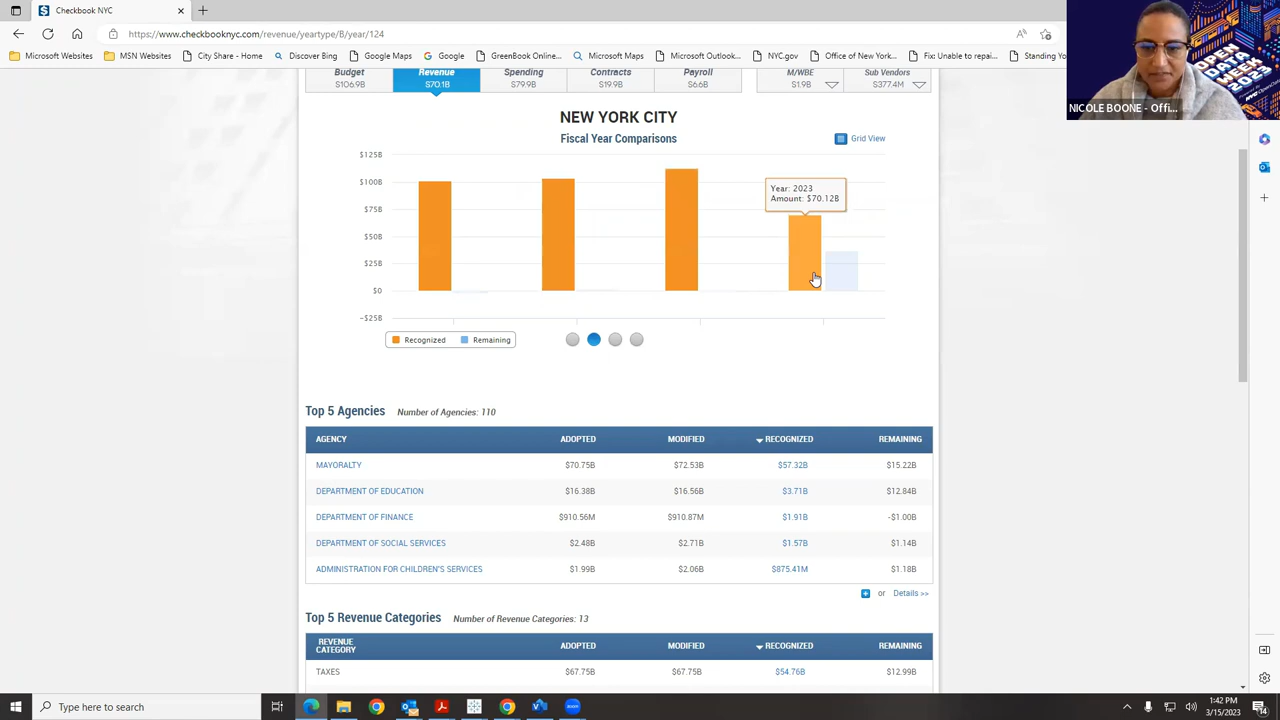 Checkbook NYC
https://www.checkbooknyc.com/revenue/yeartype/B/year/124
Microsoft Websites MSN Websites City Share - Home Discover Bing Google Maps Google GreenBook Online... Microsoft Maps Microsoft Outlook... NYC.gov Office of New York... Fix: Unable to repai... Standing Yo
OPEN DATA WEEK 2023
NICOLE BOONE - Offi...
Budget Revenue Spending Contracts Payroll M/WBE Sub Vendors
$106.9B $70.1B $79.9B $19.9B $6.6B $1.9B $377.4M
NEW YORK CITY
Fiscal Year Comparisons
Grid View
$125B
$100B
$75B
$50B
$25B
$0
−$25B
Year: 2023
Amount: $70.12B
Recognized Remaining
Top 5 Agencies Number of Agencies: 110
AGENCY ADOPTED MODIFIED RECOGNIZED REMAINING
MAYORALTY $70.75B $72.53B $57.32B $15.22B
DEPARTMENT OF EDUCATION $16.38B $16.56B $3.71B $12.84B
DEPARTMENT OF FINANCE $910.56M $910.87M $1.91B -$1.00B
DEPARTMENT OF SOCIAL SERVICES $2.48B $2.71B $1.57B $1.14B
ADMINISTRATION FOR CHILDREN'S SERVICES $1.99B $2.06B $875.41M $1.18B
or Details >>
Top 5 Revenue Categories Number of Revenue Categories: 13
REVENUE
CATEGORY ADOPTED MODIFIED RECOGNIZED REMAINING
TAXES $67.75B $67.75B $54.76B $12.99B
Type here to search
1:42 PM
3/15/2023